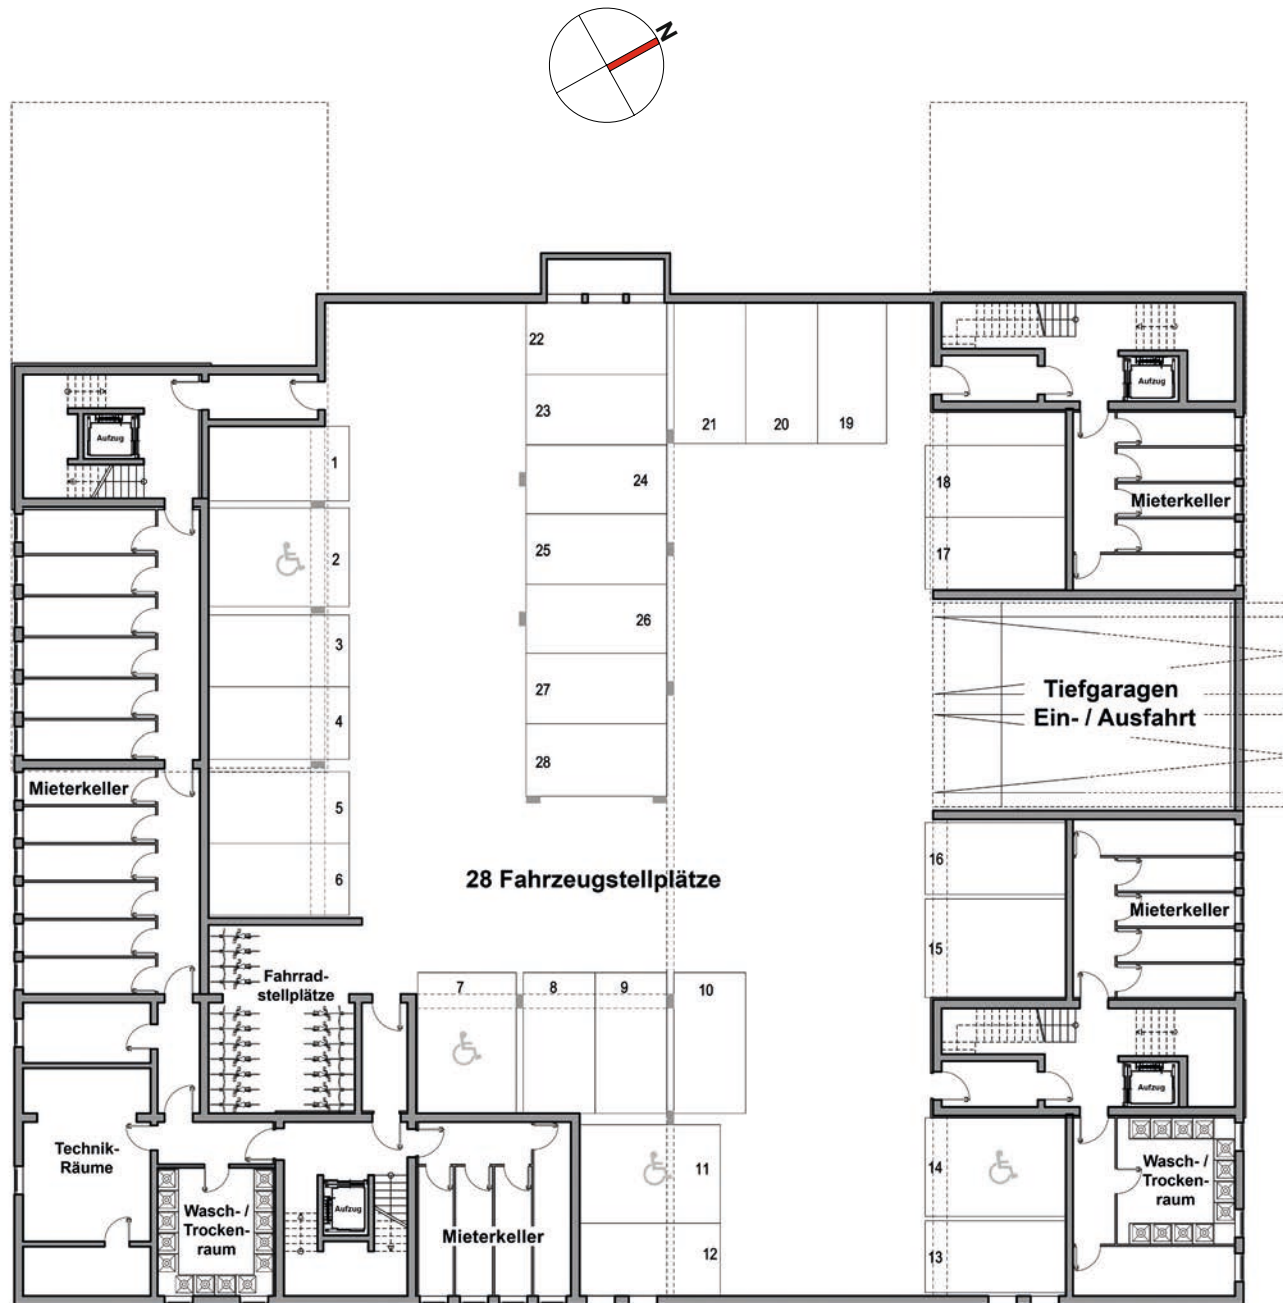 N
22
23
21
20
19
24
25
26
27
28
Aufzug
Aufzug
1
2
3
4
5
6
18
17
Mieterkeller
Tiefgaragen
Ein- / Ausfahrt
Mieterkeller
28 Fahrzeugstellplätze
16
15
Mieterkeller
Fahrrad-
stellplätze
7
8
9
10
Aufzug
Technik-
Räume
11
12
14
13
Wasch- /
Trocken-
raum
Wasch- /
Trocken-
raum
Aufzug
Mieterkeller